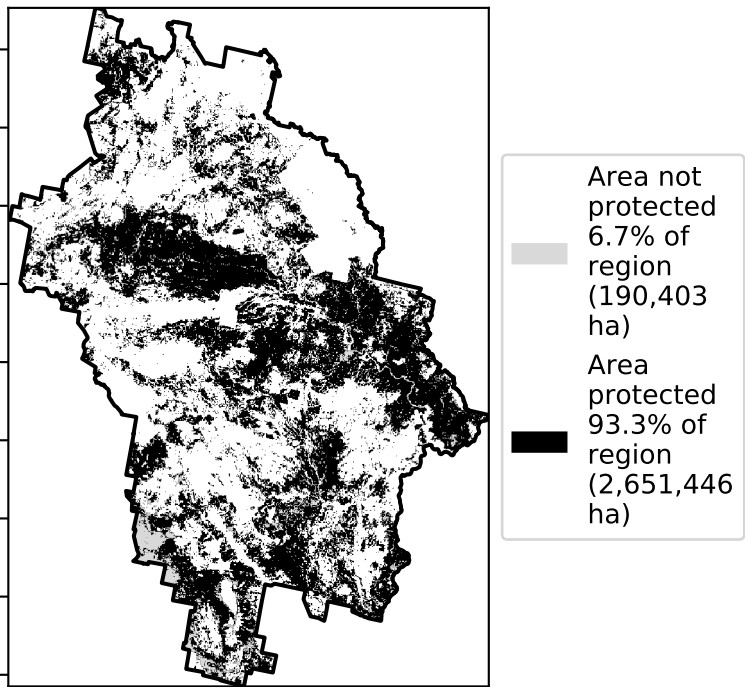 Area not
protected
6.7% of
region
(190,403
ha)
Area
protected
93.3% of
region
(2,651,446
ha)